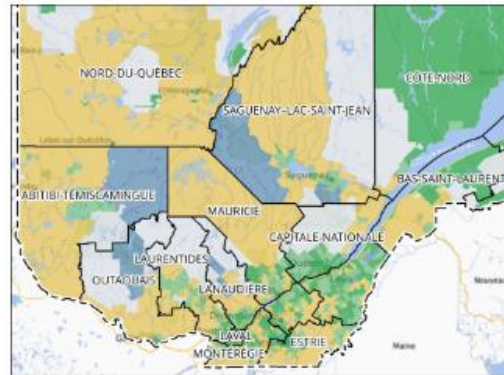 NORD-DU-QUÉBEC
CÔTE-NORD
SAGUENAY–LAC-SAINT-JEAN
ABITIBI-TÉMISCAMINGUE
BAS-SAINT-LAURENT
MAURICIE
CAPITALE-NATIONALE
LAURENTIDES
OUTAOUAIS
LANAUDIÈRE
LAVAL
ESTRIE
MONTÉRÉGIE
Maine